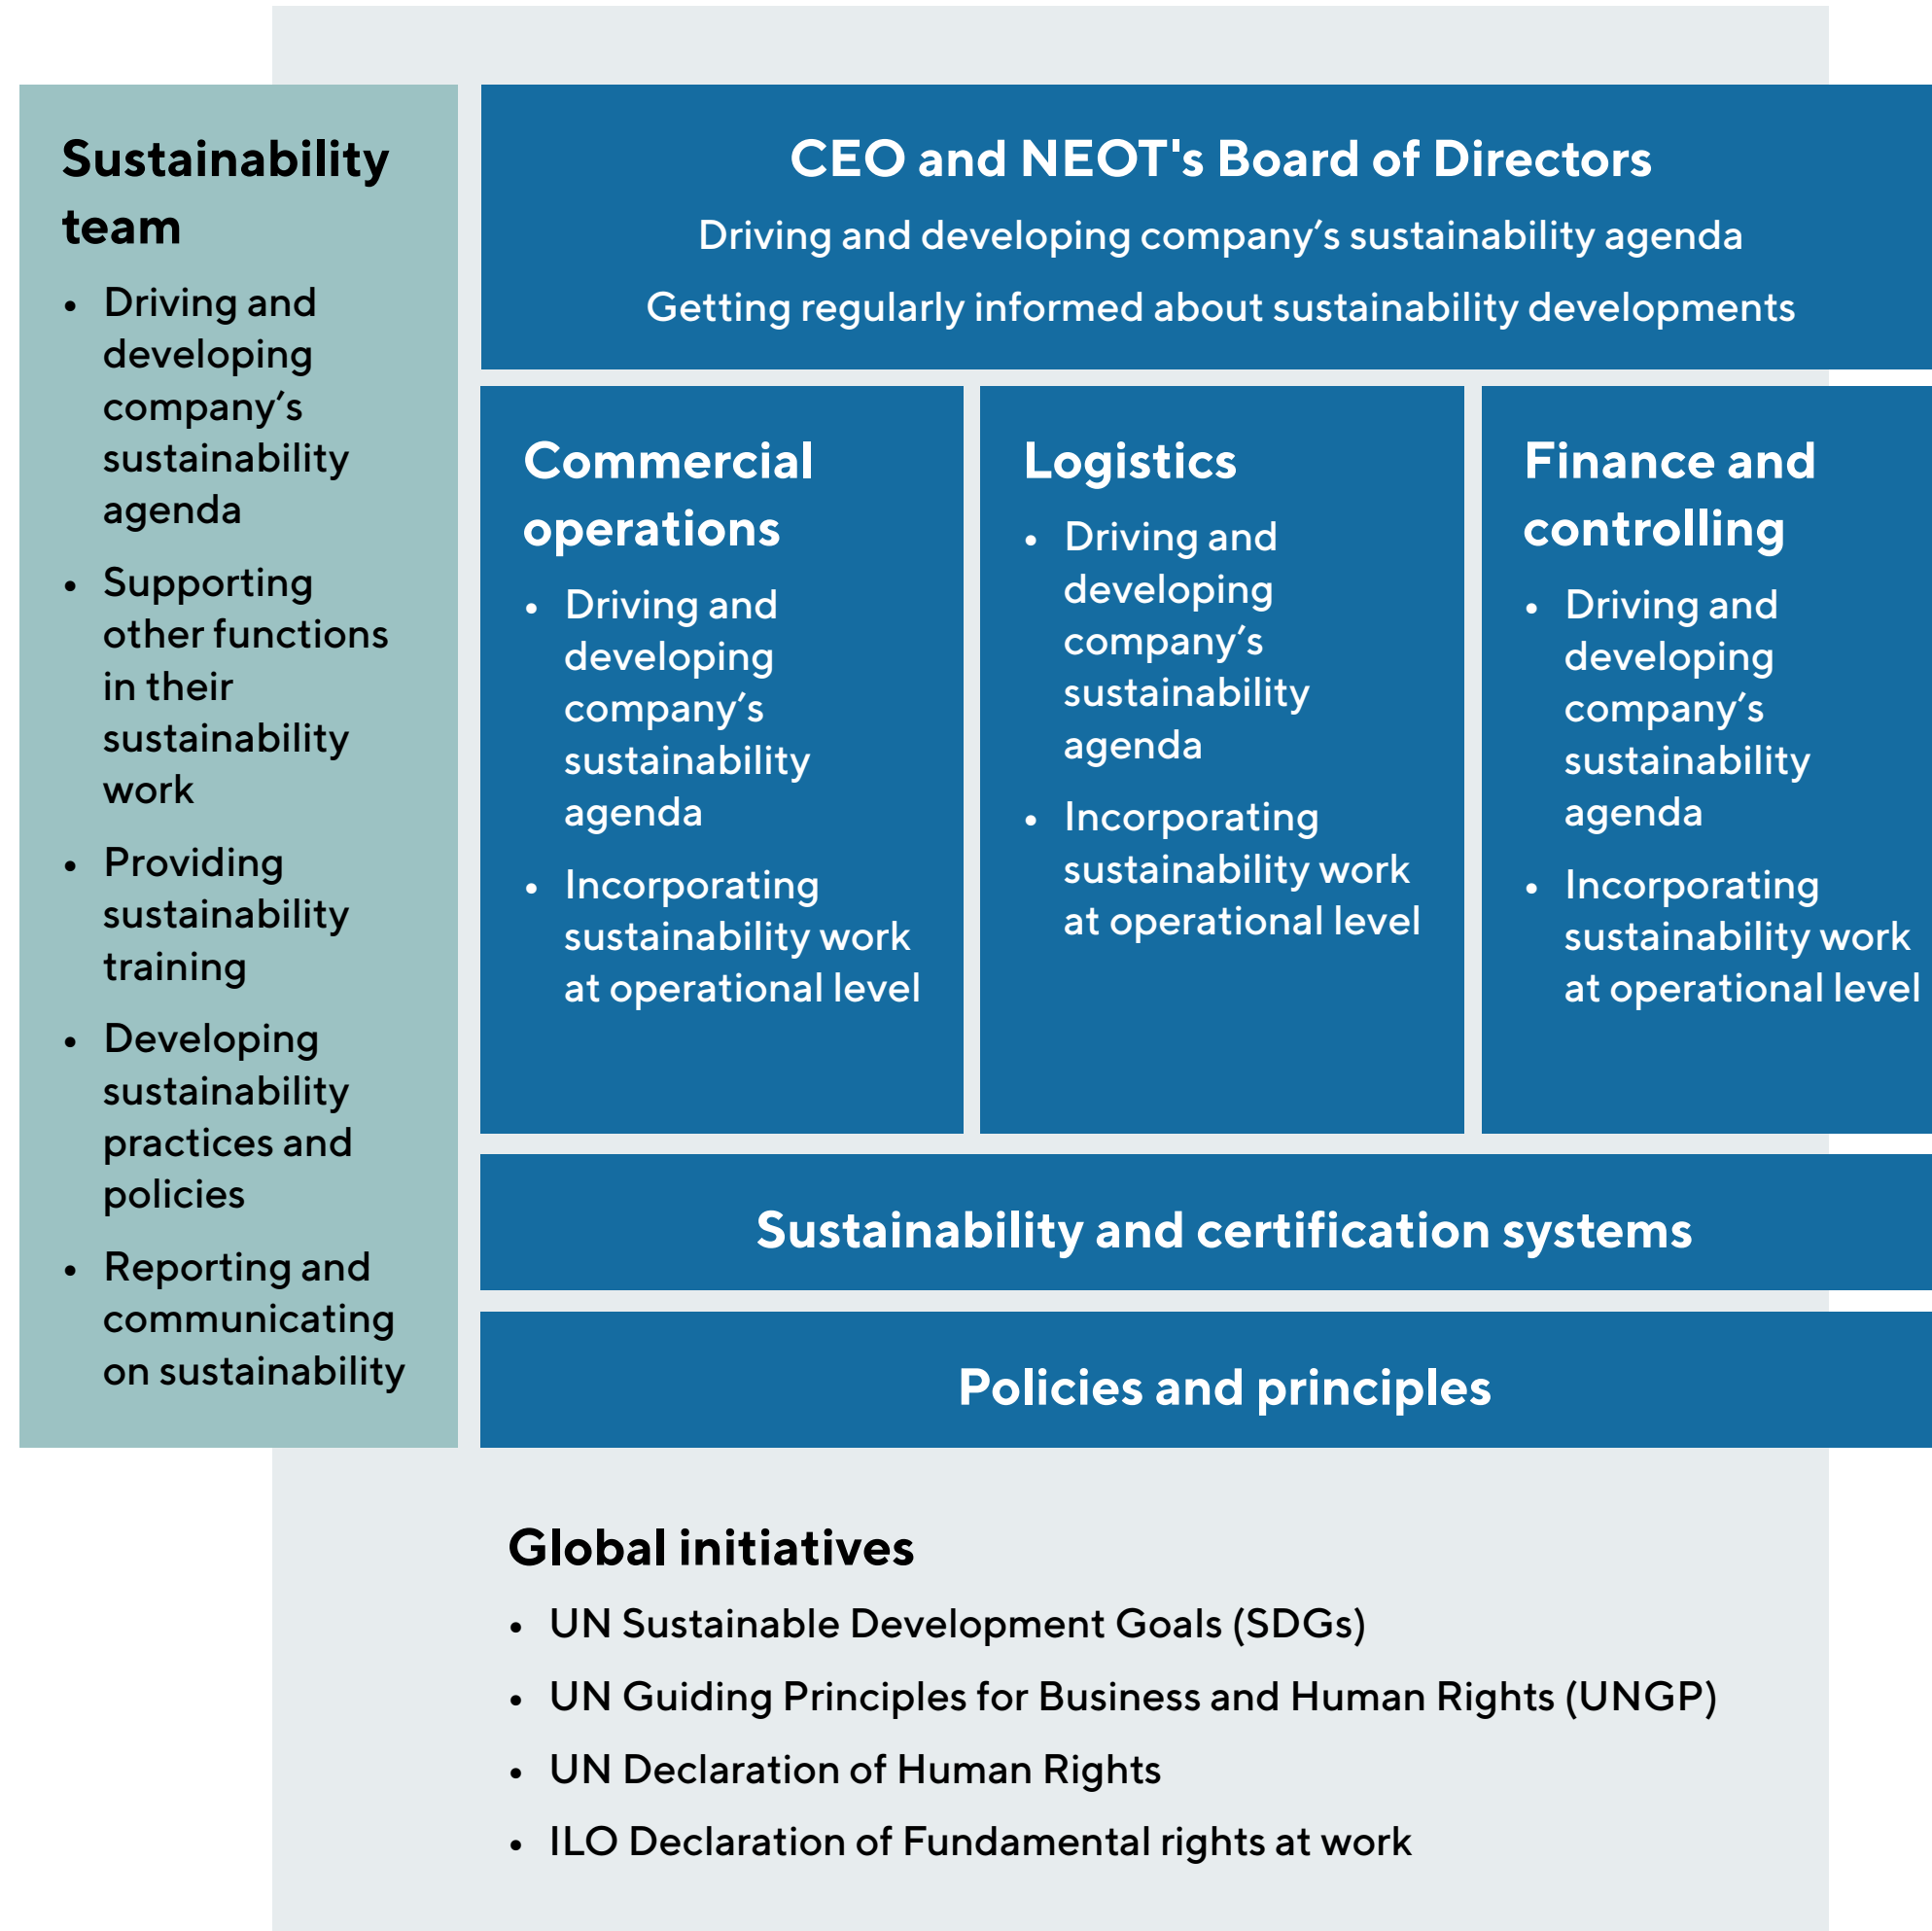 Sustainability
team
• Driving and
developing
company’s
sustainability
agenda
• Supporting
other functions
in their
sustainability
work
• Providing
sustainability
training
• Developing
sustainability
practices and
policies
• Reporting and
communicating
on sustainability
CEO and NEOT's Board of Directors
Driving and developing company’s sustainability agenda
Getting regularly informed about sustainability developments
Commercial
operations
• Driving and
developing
company’s
sustainability
agenda
• Incorporating
sustainability work
at operational level
Logistics
• Driving and
developing
company’s
sustainability
agenda
• Incorporating
sustainability work
at operational level
Finance and
controlling
• Driving and
developing
company’s
sustainability
agenda
• Incorporating
sustainability work
at operational level
Sustainability and certification systems
Policies and principles
Global initiatives
• UN Sustainable Development Goals (SDGs)
• UN Guiding Principles for Business and Human Rights (UNGP)
• UN Declaration of Human Rights
• ILO Declaration of Fundamental rights at work